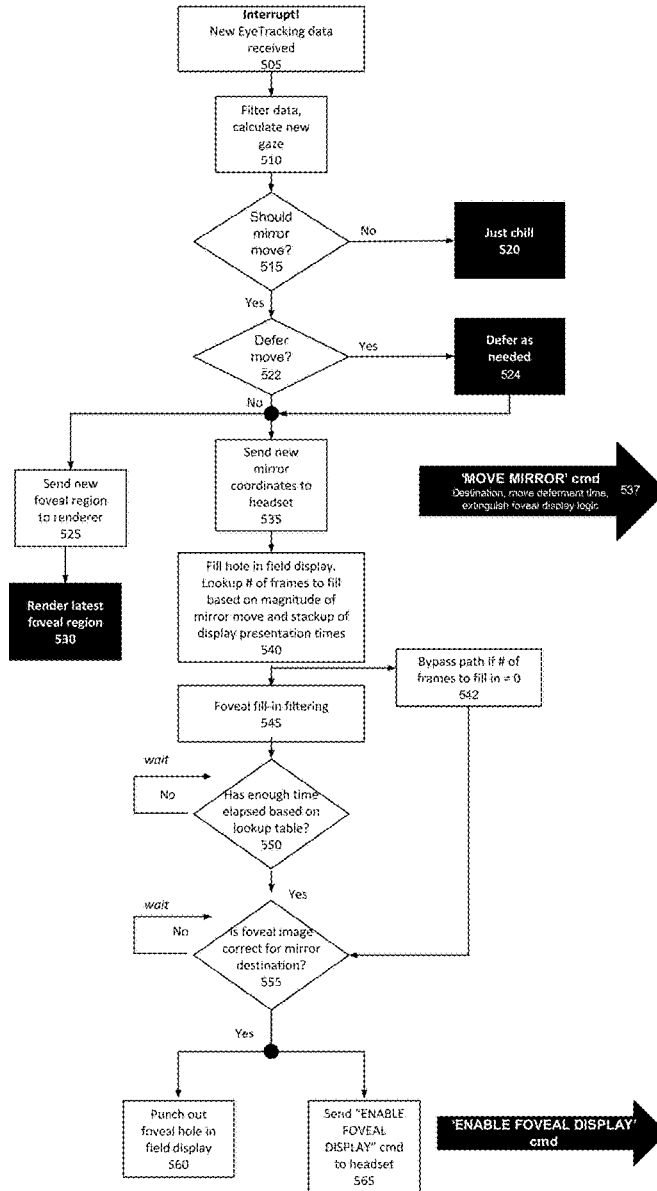 Interrupt!
New EyeTracking data
received
505
Filter data,
calculate new
gaze
510
Should
mirror
move?
515
No
Just chill
520
Yes
Defer
move?
522
Yes
Defer as
needed
524
No
Send new
foveal region
to renderer
525
Send new
mirror
coordinates to
headset
535
'MOVE MIRROR' cmd
Destination, move deferment time,
extinguish foveal display logic
537
Render latest
foveal region
530
Fill hole in field display.
Lookup # of frames to fill
based on magnitude of
mirror move and stackup of
display presentation times
540
Bypass path if # of
frames to fill in = 0
542
Foveal fill-in filtering
545
wait
No
Has enough time
elapsed based on
lookup table?
550
Yes
wait
No
Is foveal image
correct for mirror
destination?
555
Yes
Punch out
foveal hole in
field display
560
Send "ENABLE
FOVEAL
DISPLAY" cmd
to headset
565
'ENABLE FOVEAL DISPLAY'
cmd